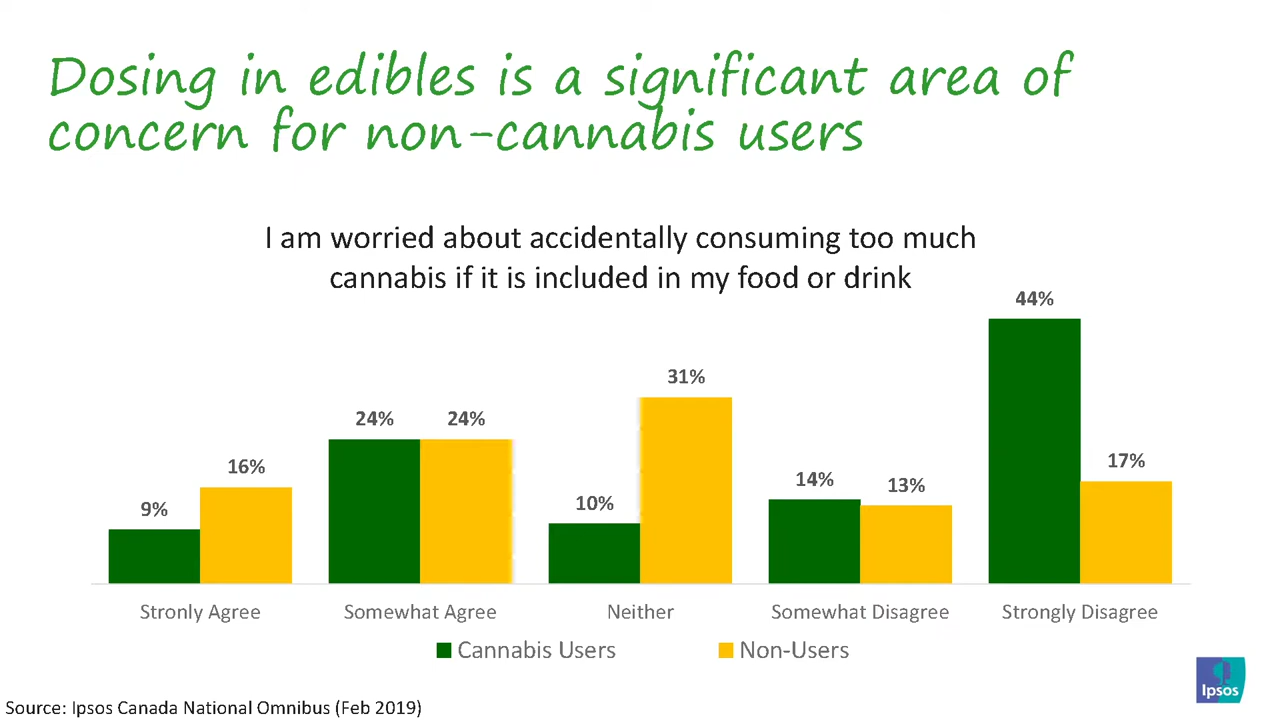 Dosing in edibles is a significant area of
concern for non-cannabis users
I am worried about accidentally consuming too much
cannabis if it is included in my food or drink
9%
16%
24%
24%
10%
31%
14%
13%
44%
17%
Stronly Agree
Somewhat Agree
Neither
Somewhat Disagree
Strongly Disagree
Cannabis Users
Non-Users
Ipsos
Source: Ipsos Canada National Omnibus (Feb 2019)